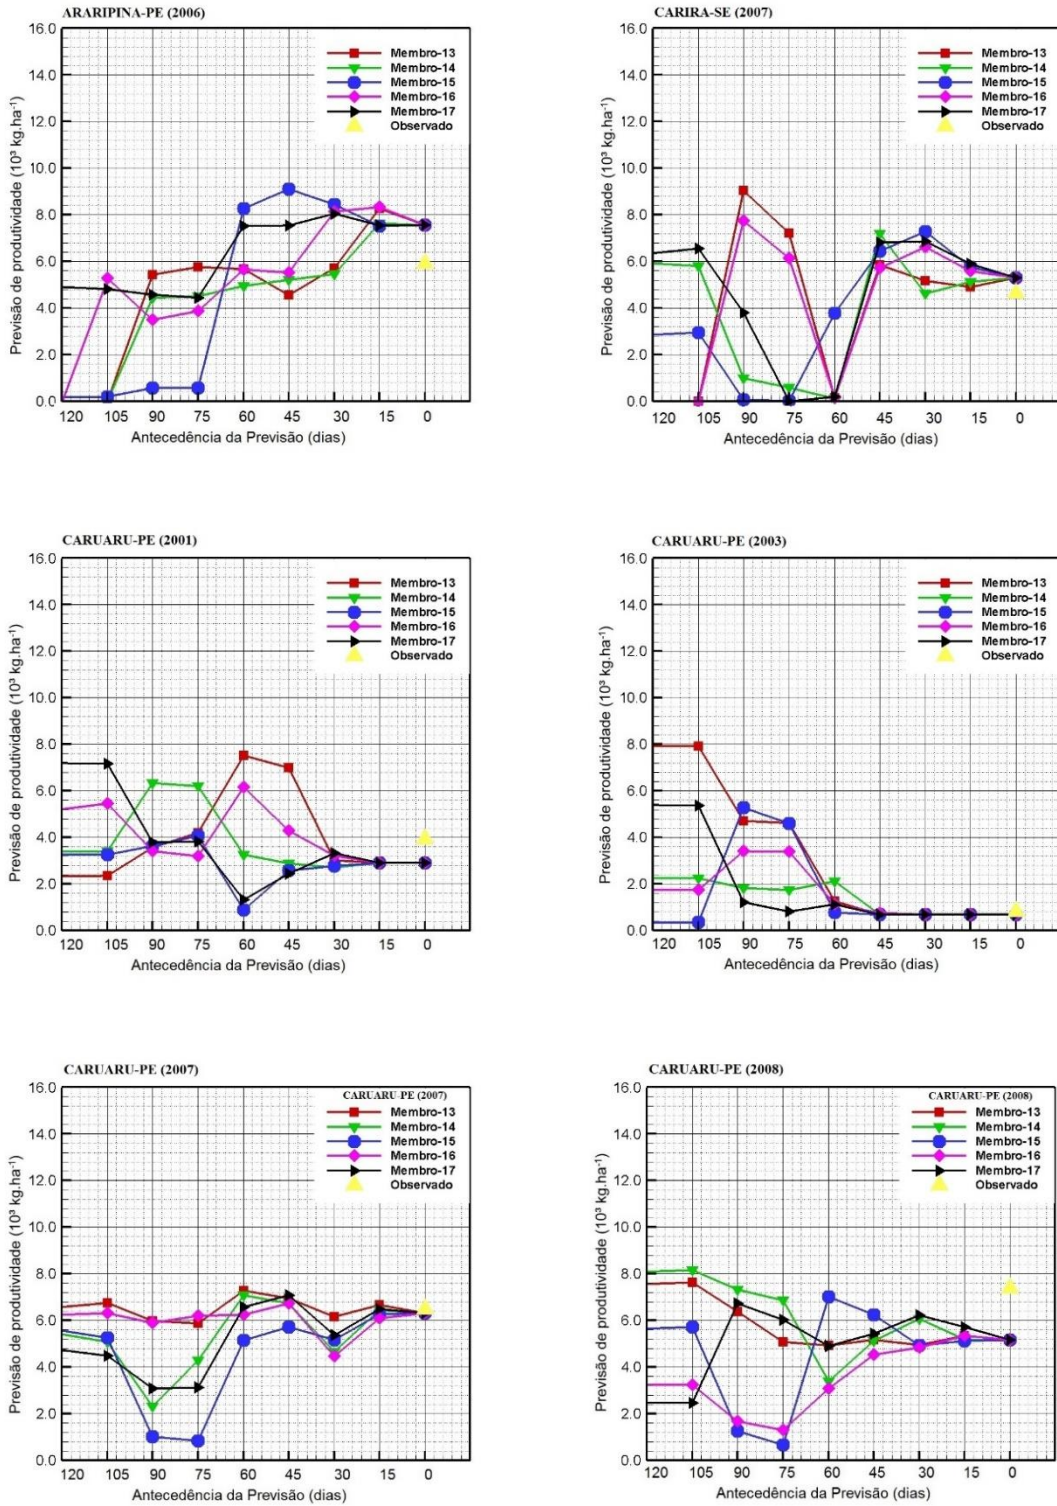 ARARIPINA-PE (2006)
16.0
14.0
12.0
10.0
8.0
6.0
4.0
2.0
0.0
Previsão de produtividade (10³ kg.ha⁻¹)
Membro-13
Membro-14
Membro-15
Membro-16
Membro-17
Observado
120 105 90 75 60 45 30 15 0
Antecedência da Previsão (dias)
CARIRA-SE (2007)
16.0
14.0
12.0
10.0
8.0
6.0
4.0
2.0
0.0
Previsão de produtividade (10³ kg.ha⁻¹)
Membro-13
Membro-14
Membro-15
Membro-16
Membro-17
Observado
120 105 90 75 60 45 30 15 0
Antecedência da Previsão (dias)
CARUARU-PE (2001)
16.0
14.0
12.0
10.0
8.0
6.0
4.0
2.0
0.0
Previsão de produtividade (10³ kg.ha⁻¹)
Membro-13
Membro-14
Membro-15
Membro-16
Membro-17
Observado
120 105 90 75 60 45 30 15 0
Antecedência da Previsão (dias)
CARUARU-PE (2003)
16.0
14.0
12.0
10.0
8.0
6.0
4.0
2.0
0.0
Previsão de produtividade (10³ kg.ha⁻¹)
Membro-13
Membro-14
Membro-15
Membro-16
Membro-17
Observado
120 105 90 75 60 45 30 15 0
Antecedência da Previsão (dias)
CARUARU-PE (2007)
16.0
14.0
12.0
10.0
8.0
6.0
4.0
2.0
0.0
Previsão de produtividade (10³ kg.ha⁻¹)
CARUARU-PE (2007)
Membro-13
Membro-14
Membro-15
Membro-16
Membro-17
Observado
120 105 90 75 60 45 30 15 0
Antecedência da Previsão (dias)
CARUARU-PE (2008)
16.0
14.0
12.0
10.0
8.0
6.0
4.0
2.0
0.0
Previsão de produtividade (10³ kg.ha⁻¹)
CARUARU-PE (2008)
Membro-13
Membro-14
Membro-15
Membro-16
Membro-17
Observado
120 105 90 75 60 45 30 15 0
Antecedência da Previsão (dias)